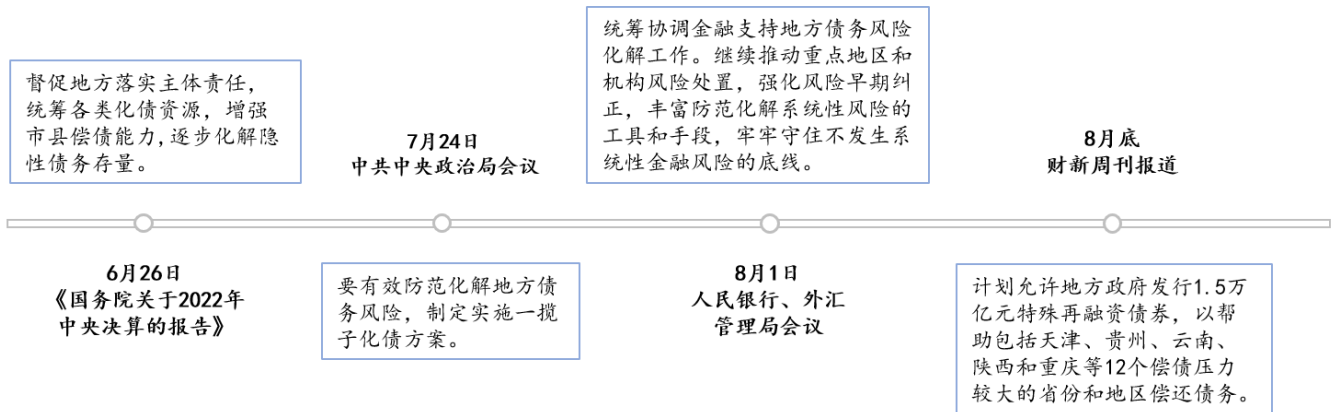 督促地方落实主体责任，
统筹各类化债资源，增强
市县偿债能力,逐步化解隐
性债务存量。
6月26日
《国务院关于2022年
中央决算的报告》
7月24日
中共中央政治局会议
要有效防范化解地方债
务风险，制定实施一揽
子化债方案。
统筹协调金融支持地方债务风险
化解工作。继续推动重点地区和
机构风险处置，强化风险早期纠
正，丰富防范化解系统性风险的
工具和手段，牢牢守住不发生系
统性金融风险的底线。
8月1日
人民银行、外汇
管理局会议
8月底
财新周刊报道
计划允许地方政府发行1.5万
亿元特殊再融资债券，以帮
助包括天津、贵州、云南、
陕西和重庆等12个偿债压力
较大的省份和地区偿还债务。